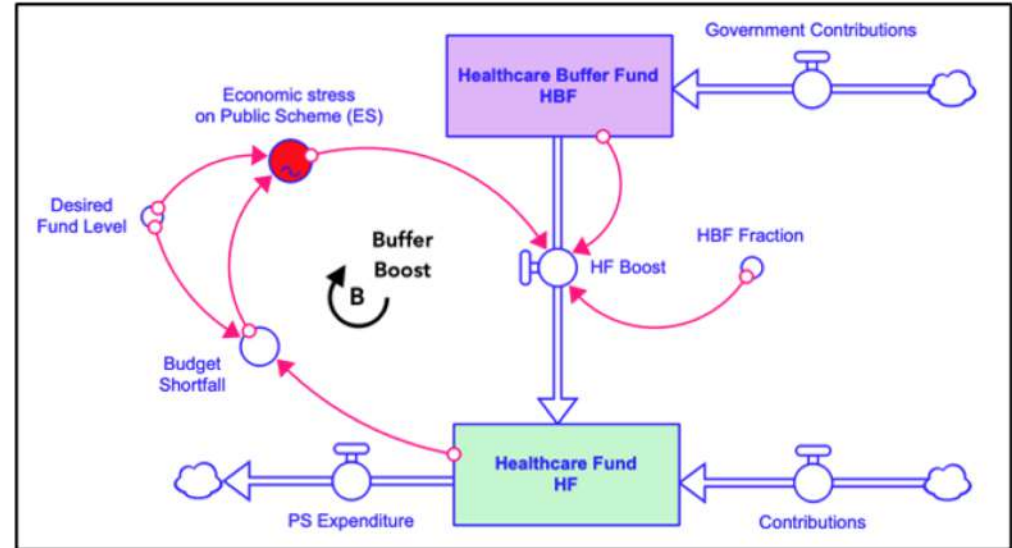 Government Contributions
Healthcare Buffer Fund
HBF
Economic stress
on Public Scheme (ES)
Desired
Fund Level
Buffer
Boost
B
HBF Fraction
HF Boost
Budget
Shortfall
Healthcare Fund
HF
PS Expenditure
Contributions